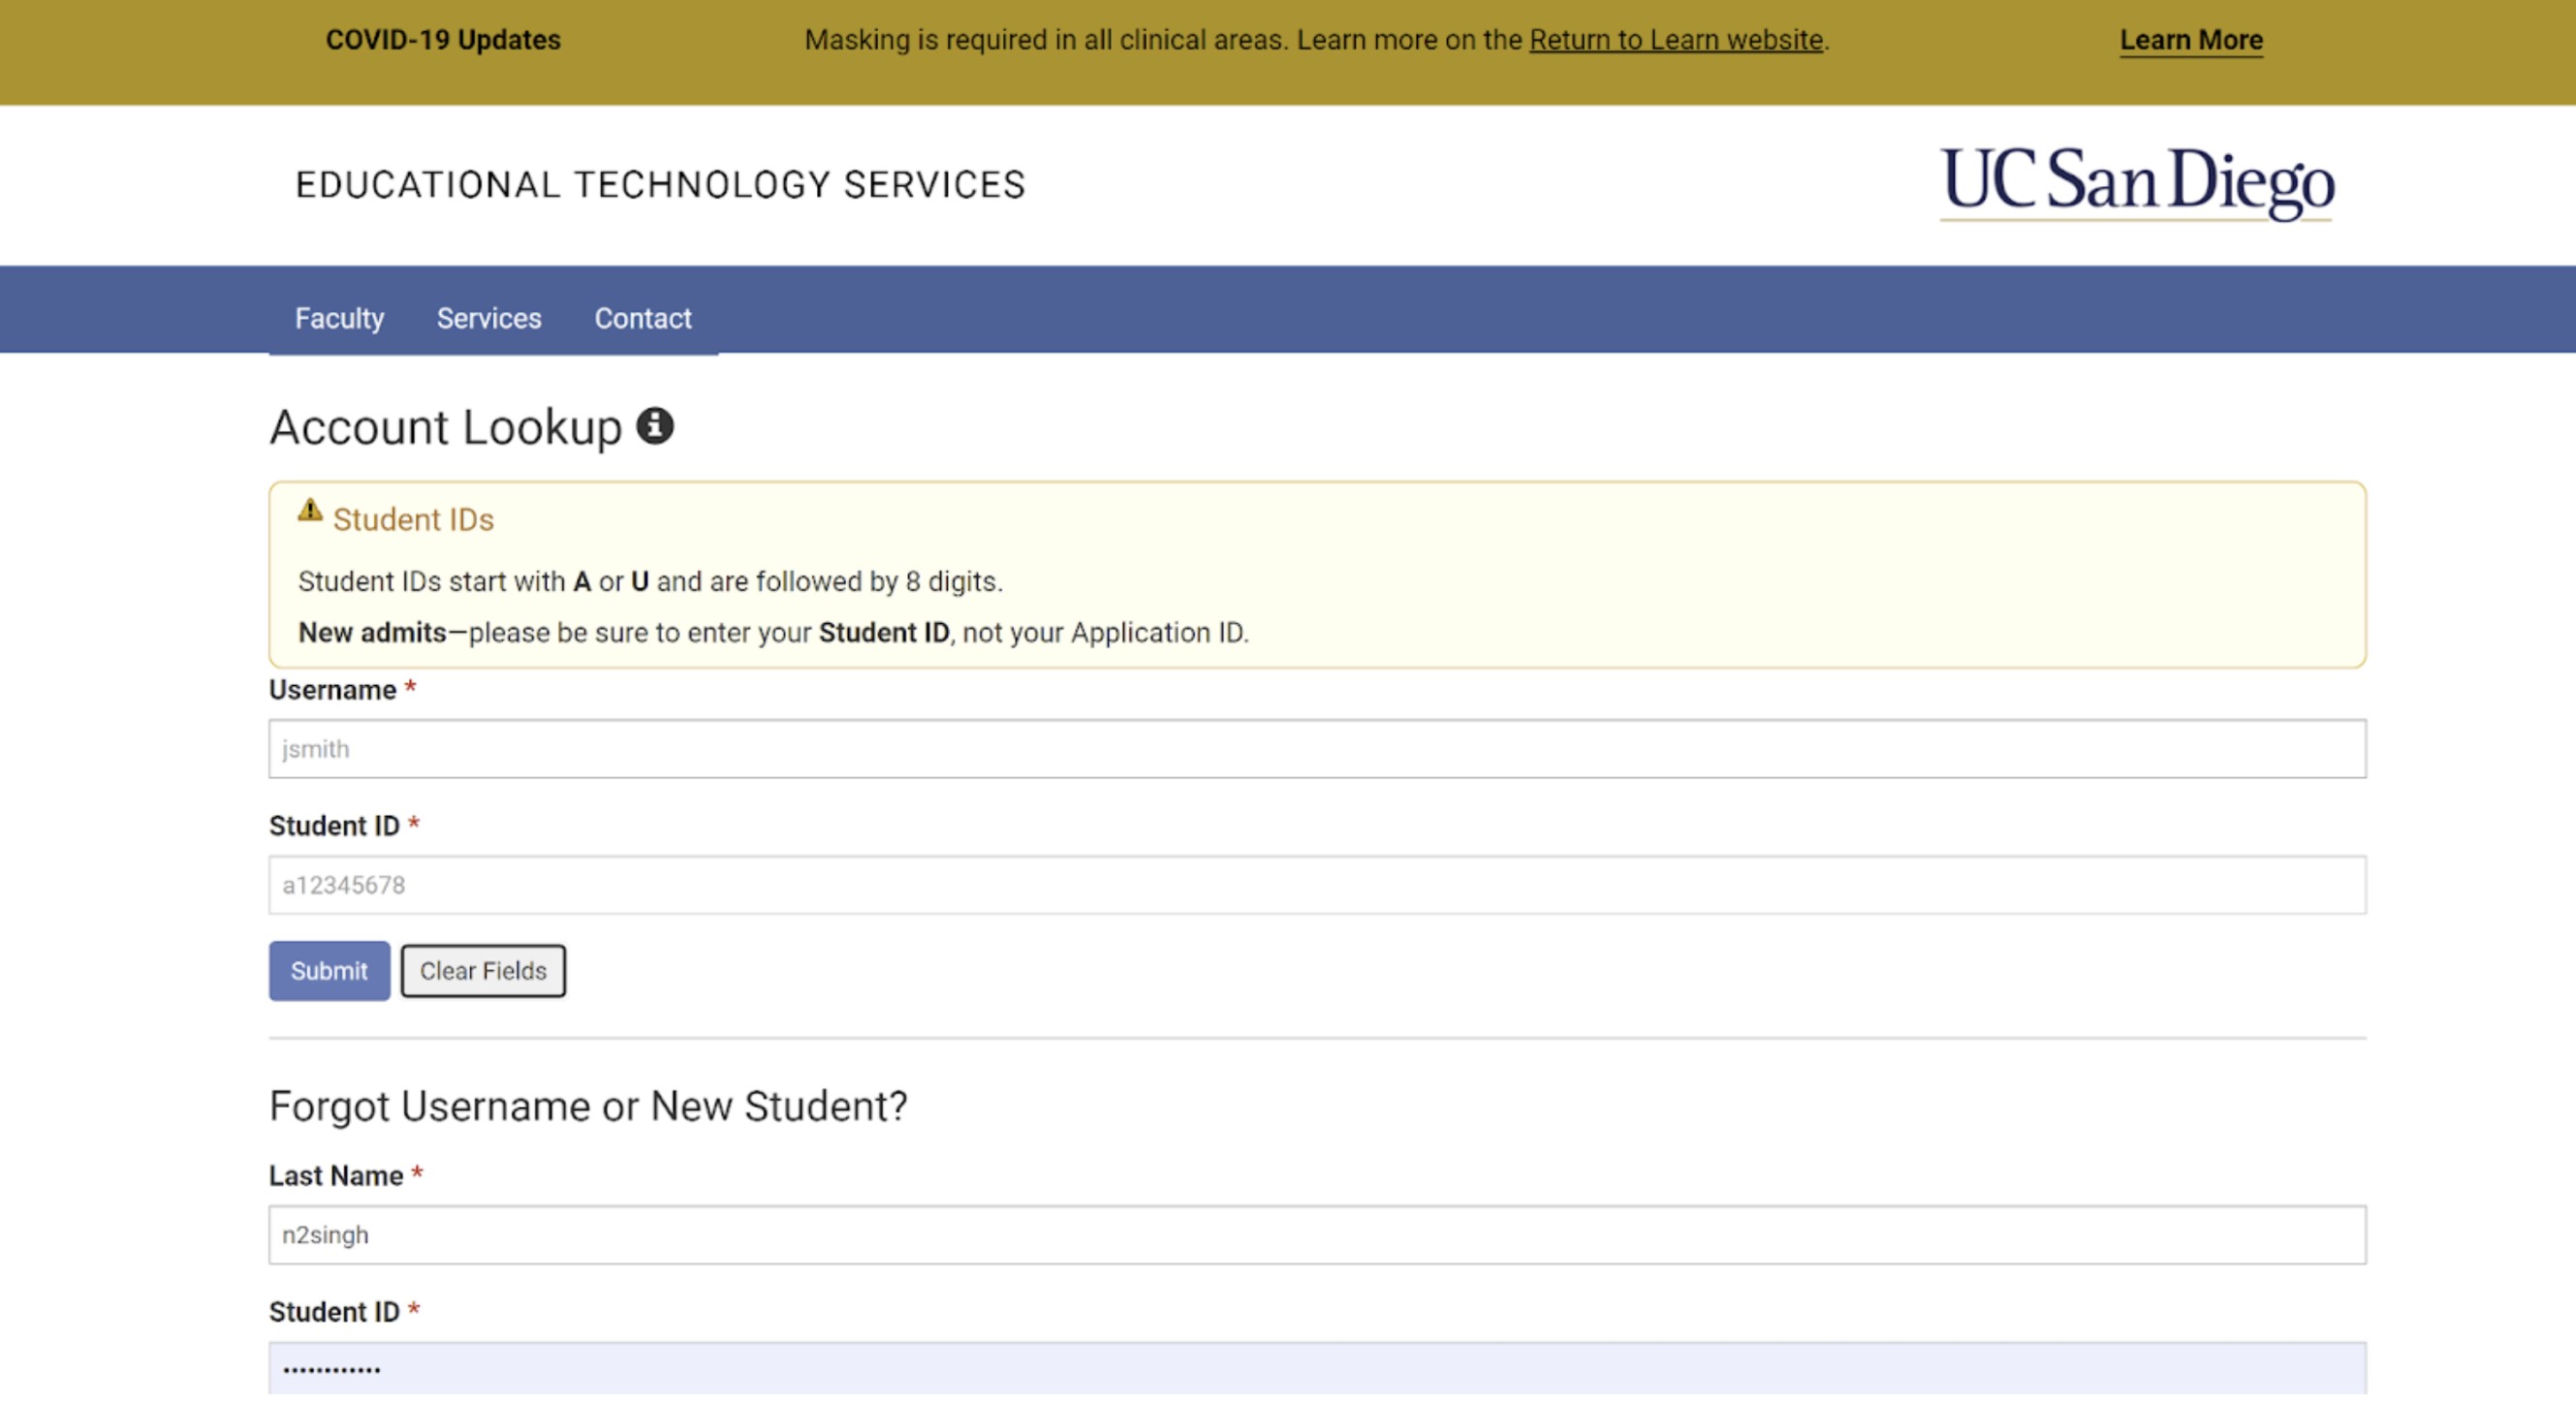 COVID-19 Updates Masking is required in all clinical areas. Learn more on the Return to Learn website. Learn More
EDUCATIONAL TECHNOLOGY SERVICES UC San Diego
Faculty Services Contact
Account Lookup
Student IDs
Student IDs start with A or U and are followed by 8 digits.
New admits—please be sure to enter your Student ID, not your Application ID.
Username *
jsmith
Student ID *
a12345678
Submit Clear Fields
Forgot Username or New Student?
Last Name *
n2singh
Student ID *
••••••••••••